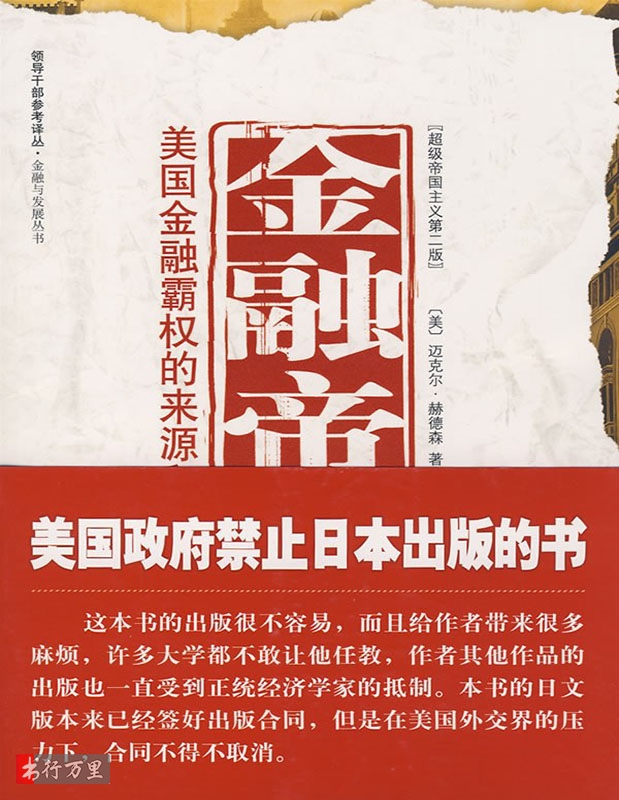 领导干部参考译丛·金融与发展丛书
美国金融霸权的来源
金融帝
[超级帝国主义第二版]
〔美〕迈克尔·赫德森 著
美国政府禁止日本出版的书
这本书的出版很不容易，而且给作者带来很多
麻烦，许多大学都不敢让他任教，作者其他作品的
出版也一直受到正统经济学家的抵制。本书的日文
版本来已经签好出版合同，但是在美国外交界的压
力下，合同不得不取消。
书行万里